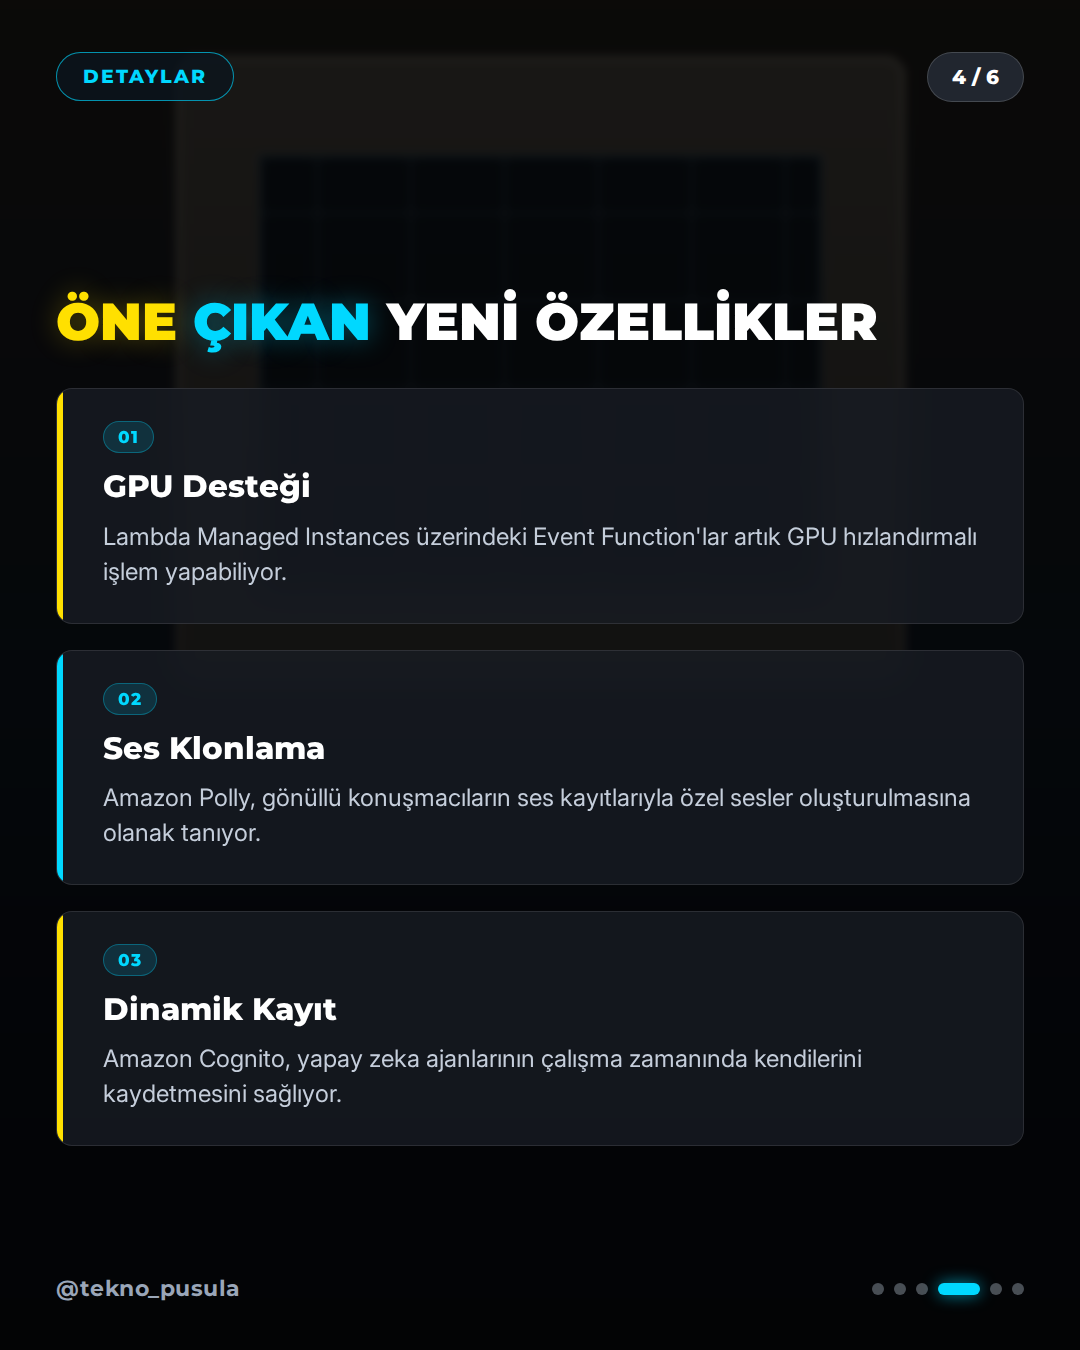 DETAYLAR
4 / 6
ÖNE ÇIKAN YENİ ÖZELLİKLER
01
GPU Desteği
Lambda Managed Instances üzerindeki Event Function'lar artık GPU hızlandırmalı
işlem yapabiliyor.
02
Ses Klonlama
Amazon Polly, gönüllü konuşmacıların ses kayıtlarıyla özel sesler oluşturulmasına
olanak tanıyor.
03
Dinamik Kayıt
Amazon Cognito, yapay zeka ajanlarının çalışma zamanında kendilerini
kaydetmesini sağlıyor.
@tekno_pusula